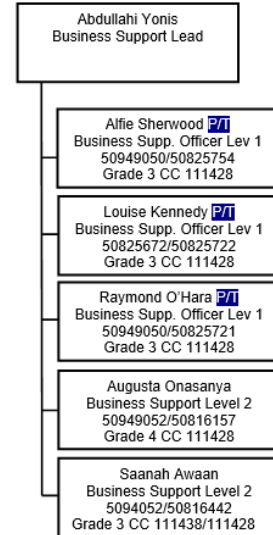 Abdullahi Yonis
Business Support Lead
Alfie Sherwood P/T
Business Supp. Officer Lev 1
50949050/50825754
Grade 3 CC 111428
Louise Kennedy P/T
Business Supp. Officer Lev 1
50825672/50825722
Grade 3 CC 111428
Raymond O'Hara P/T
Business Supp. Officer Lev 1
50949050/50825721
Grade 3 CC 111428
Augusta Onasanya
Business Support Level 2
50949052/50816157
Grade 4 CC 111428
Saanah Awaan
Business Support Level 2
5094052/50816442
Grade 3 CC 111438/111428